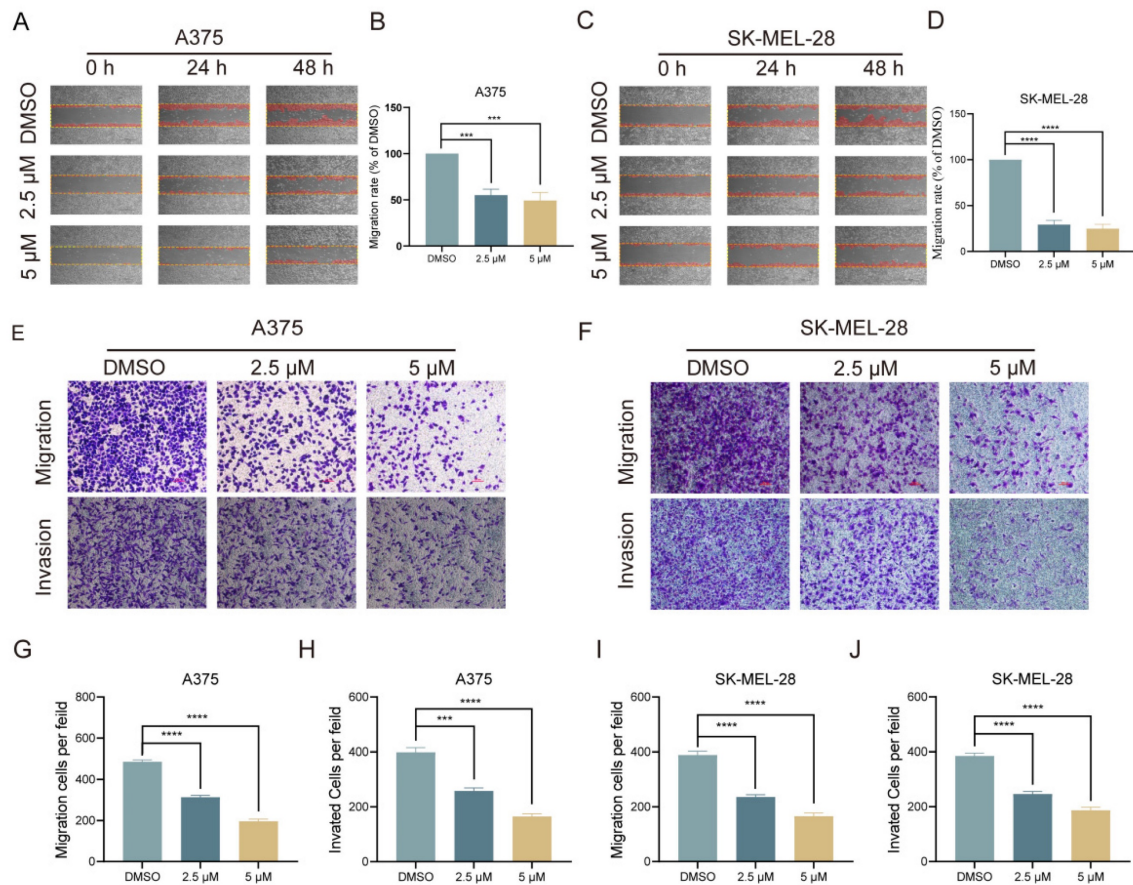 A
A375
0 h 24 h 48 h
DMSO
2.5 µM
5 µM
B
A375
Migration rate (% of DMSO)
150
100
50
0
***
***
DMSO 2.5 µM 5 µM
C
SK-MEL-28
0 h 24 h 48 h
DMSO
2.5 µM
5 µM
D
SK-MEL-28
Migration rate (% of DMSO)
150
100
50
0
****
****
DMSO 2.5 µM 5 µM
E
A375
DMSO 2.5 µM 5 µM
Migration
Invasion
F
SK-MEL-28
DMSO 2.5 µM 5 µM
Migration
Invasion
G
A375
Migration cells per feild
800
600
400
200
0
****
****
DMSO 2.5 µM 5 µM
H
A375
Invated Cells per feild
600
400
200
0
****
***
DMSO 2.5 µM 5 µM
I
SK-MEL-28
Migration cells per feild
600
400
200
0
****
****
DMSO 2.5 µM 5 µM
J
SK-MEL-28
Invated Cells per feild
600
400
200
0
****
****
DMSO 2.5 µM 5 µM